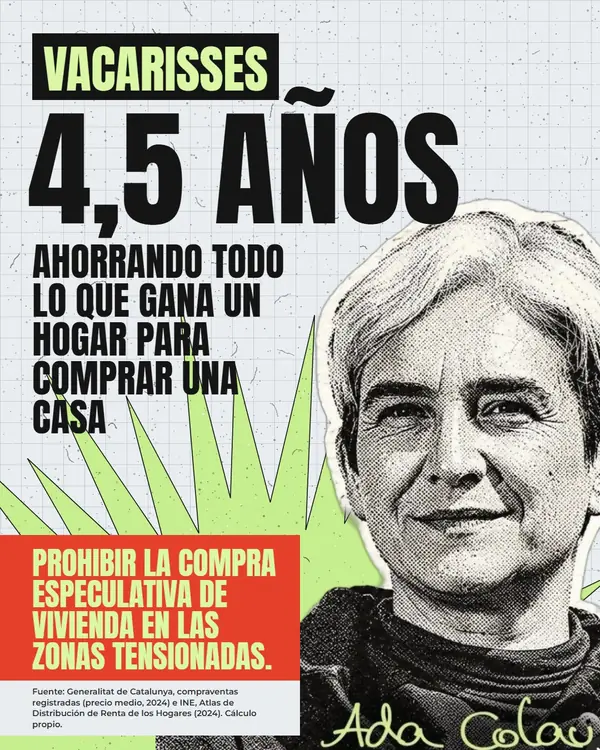 VACARISSES
4,5 AÑOS
AHORRANDO TODO
LO QUE GANA UN
HOGAR PARA
COMPRAR UNA
CASA
PROHIBIR LA COMPRA
ESPECULATIVA DE
VIVIENDA EN LAS
ZONAS TENSIONADAS.
Fuente: Generalitat de Catalunya, compraventas
registradas (precio medio, 2024) e INE, Atlas de
Distribución de Renta de los Hogares (2024). Cálculo
propio.
Ada Colau